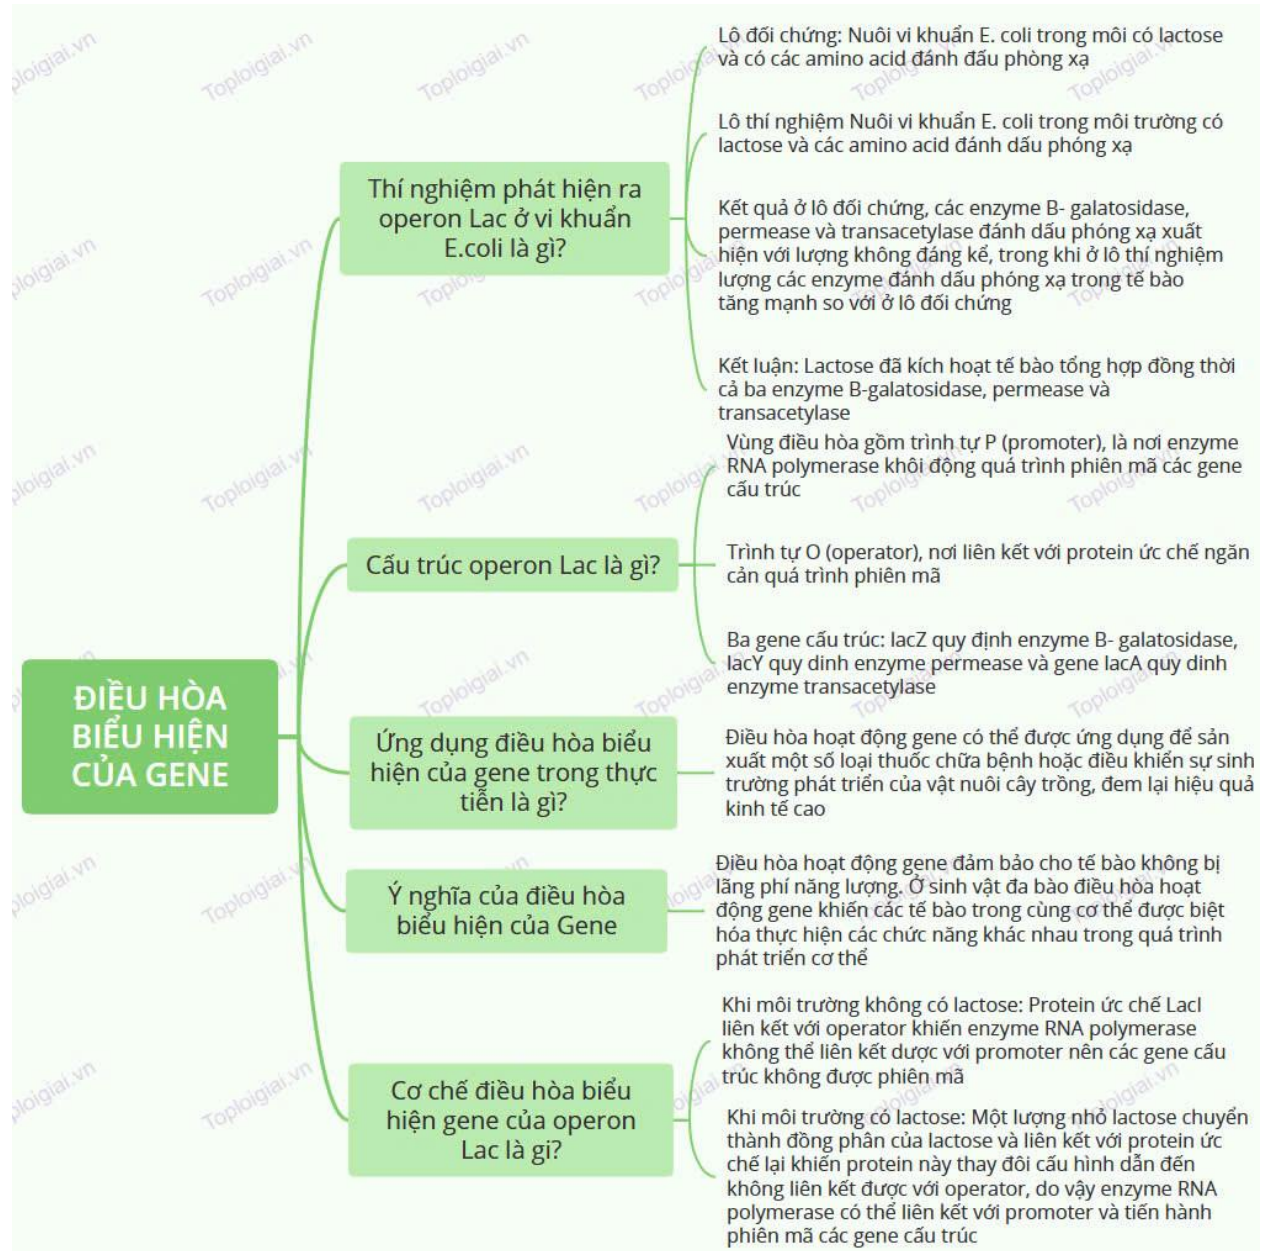 ĐIỀU HÒA
BIỂU HIỆN
CỦA GENE
Thí nghiệm phát hiện ra
operon Lac ở vi khuẩn
E.coli là gì?
Lô đối chứng: Nuôi vi khuẩn E. coli trong môi có lactose
và có các amino acid đánh đấu phòng xạ
Lô thí nghiệm Nuôi vi khuẩn E. coli trong môi trường có
lactose và các amino acid đánh dấu phóng xạ
Kết quả ở lô đối chứng, các enzyme B- galatosidase,
permease và transacetylase đánh dấu phóng xạ xuất
hiện với lượng không đáng kể, trong khi ở lô thí nghiệm
lượng các enzyme đánh dấu phóng xạ trong tế bào
tăng mạnh so với ở lô đối chứng
Kết luận: Lactose đã kích hoạt tế bào tổng hợp đồng thời
cả ba enzyme B-galatosidase, permease và
transacetylase
Cấu trúc operon Lac là gì?
Vùng điều hòa gồm trình tự P (promoter), là nơi enzyme
RNA polymerase khôi động quá trình phiên mã các gene
cấu trúc
Trình tự O (operator), nơi liên kết với protein ức chế ngăn
cản quá trình phiên mã
Ba gene cấu trúc: lacZ quy định enzyme B- galatosidase,
lacY quy dinh enzyme permease và gene lacA quy dinh
enzyme transacetylase
Ứng dụng điều hòa biểu
hiện của gene trong thực
tiễn là gì?
Điều hòa hoạt động gene có thể được ứng dụng để sản
xuất một số loại thuốc chữa bệnh hoặc điều khiển sự sinh
trường phát triển của vật nuôi cây trồng, đem lại hiệu quả
kinh tế cao
Ý nghĩa của điều hòa
biểu hiện của Gene
Điều hòa hoạt động gene đảm bảo cho tế bào không bị
lãng phí năng lượng. Ở sinh vật đa bào điều hòa hoạt
động gene khiến các tế bào trong cùng cơ thể được biệt
hóa thực hiện các chức năng khác nhau trong quá trình
phát triển cơ thể
Cơ chế điều hòa biểu
hiện gene của operon
Lac là gi?
Khi môi trường không có lactose: Protein ức chế LacI
liên kết với operator khiến enzyme RNA polymerase
không thể liên kết dược với promoter nên các gene cấu
trúc không được phiên mã
Khi môi trường có lactose: Một lượng nhỏ lactose chuyển
thành đồng phân của lactose và liên kết với protein ức
chế lại khiến protein này thay đôi cấu hình dẫn đến
không liên kết được với operator, do vậy enzyme RNA
polymerase có thể liên kết với promoter và tiến hành
phiên mã các gene cấu trúc
Toploigiai.vn